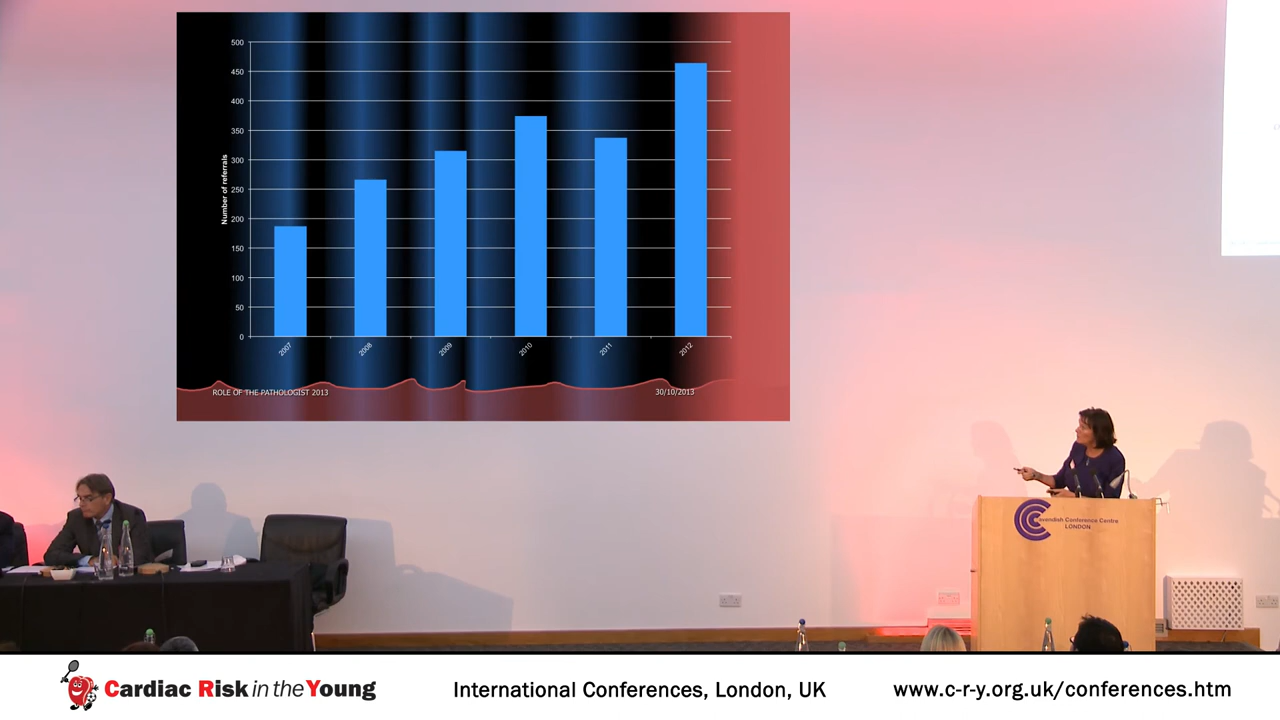 500
450
400
350
300
250
200
150
100
50
0
Number of referrals
2007
2008
2009
2010
2011
2012
ROLE OF THE PATHOLOGIST 2013
30/10/2013
Cavendish Conference Centre
LONDON
Cardiac Risk in the Young
International Conferences, London, UK
www.c-r-y.org.uk/conferences.htm